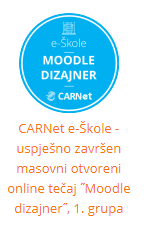 e-Škole
MOODLE
DIZAJNER
CARNet
CARNet e-Škole -
uspješno završen
masovni otvoreni
online tečaj ˝Moodle
dizajner˝, 1. grupa